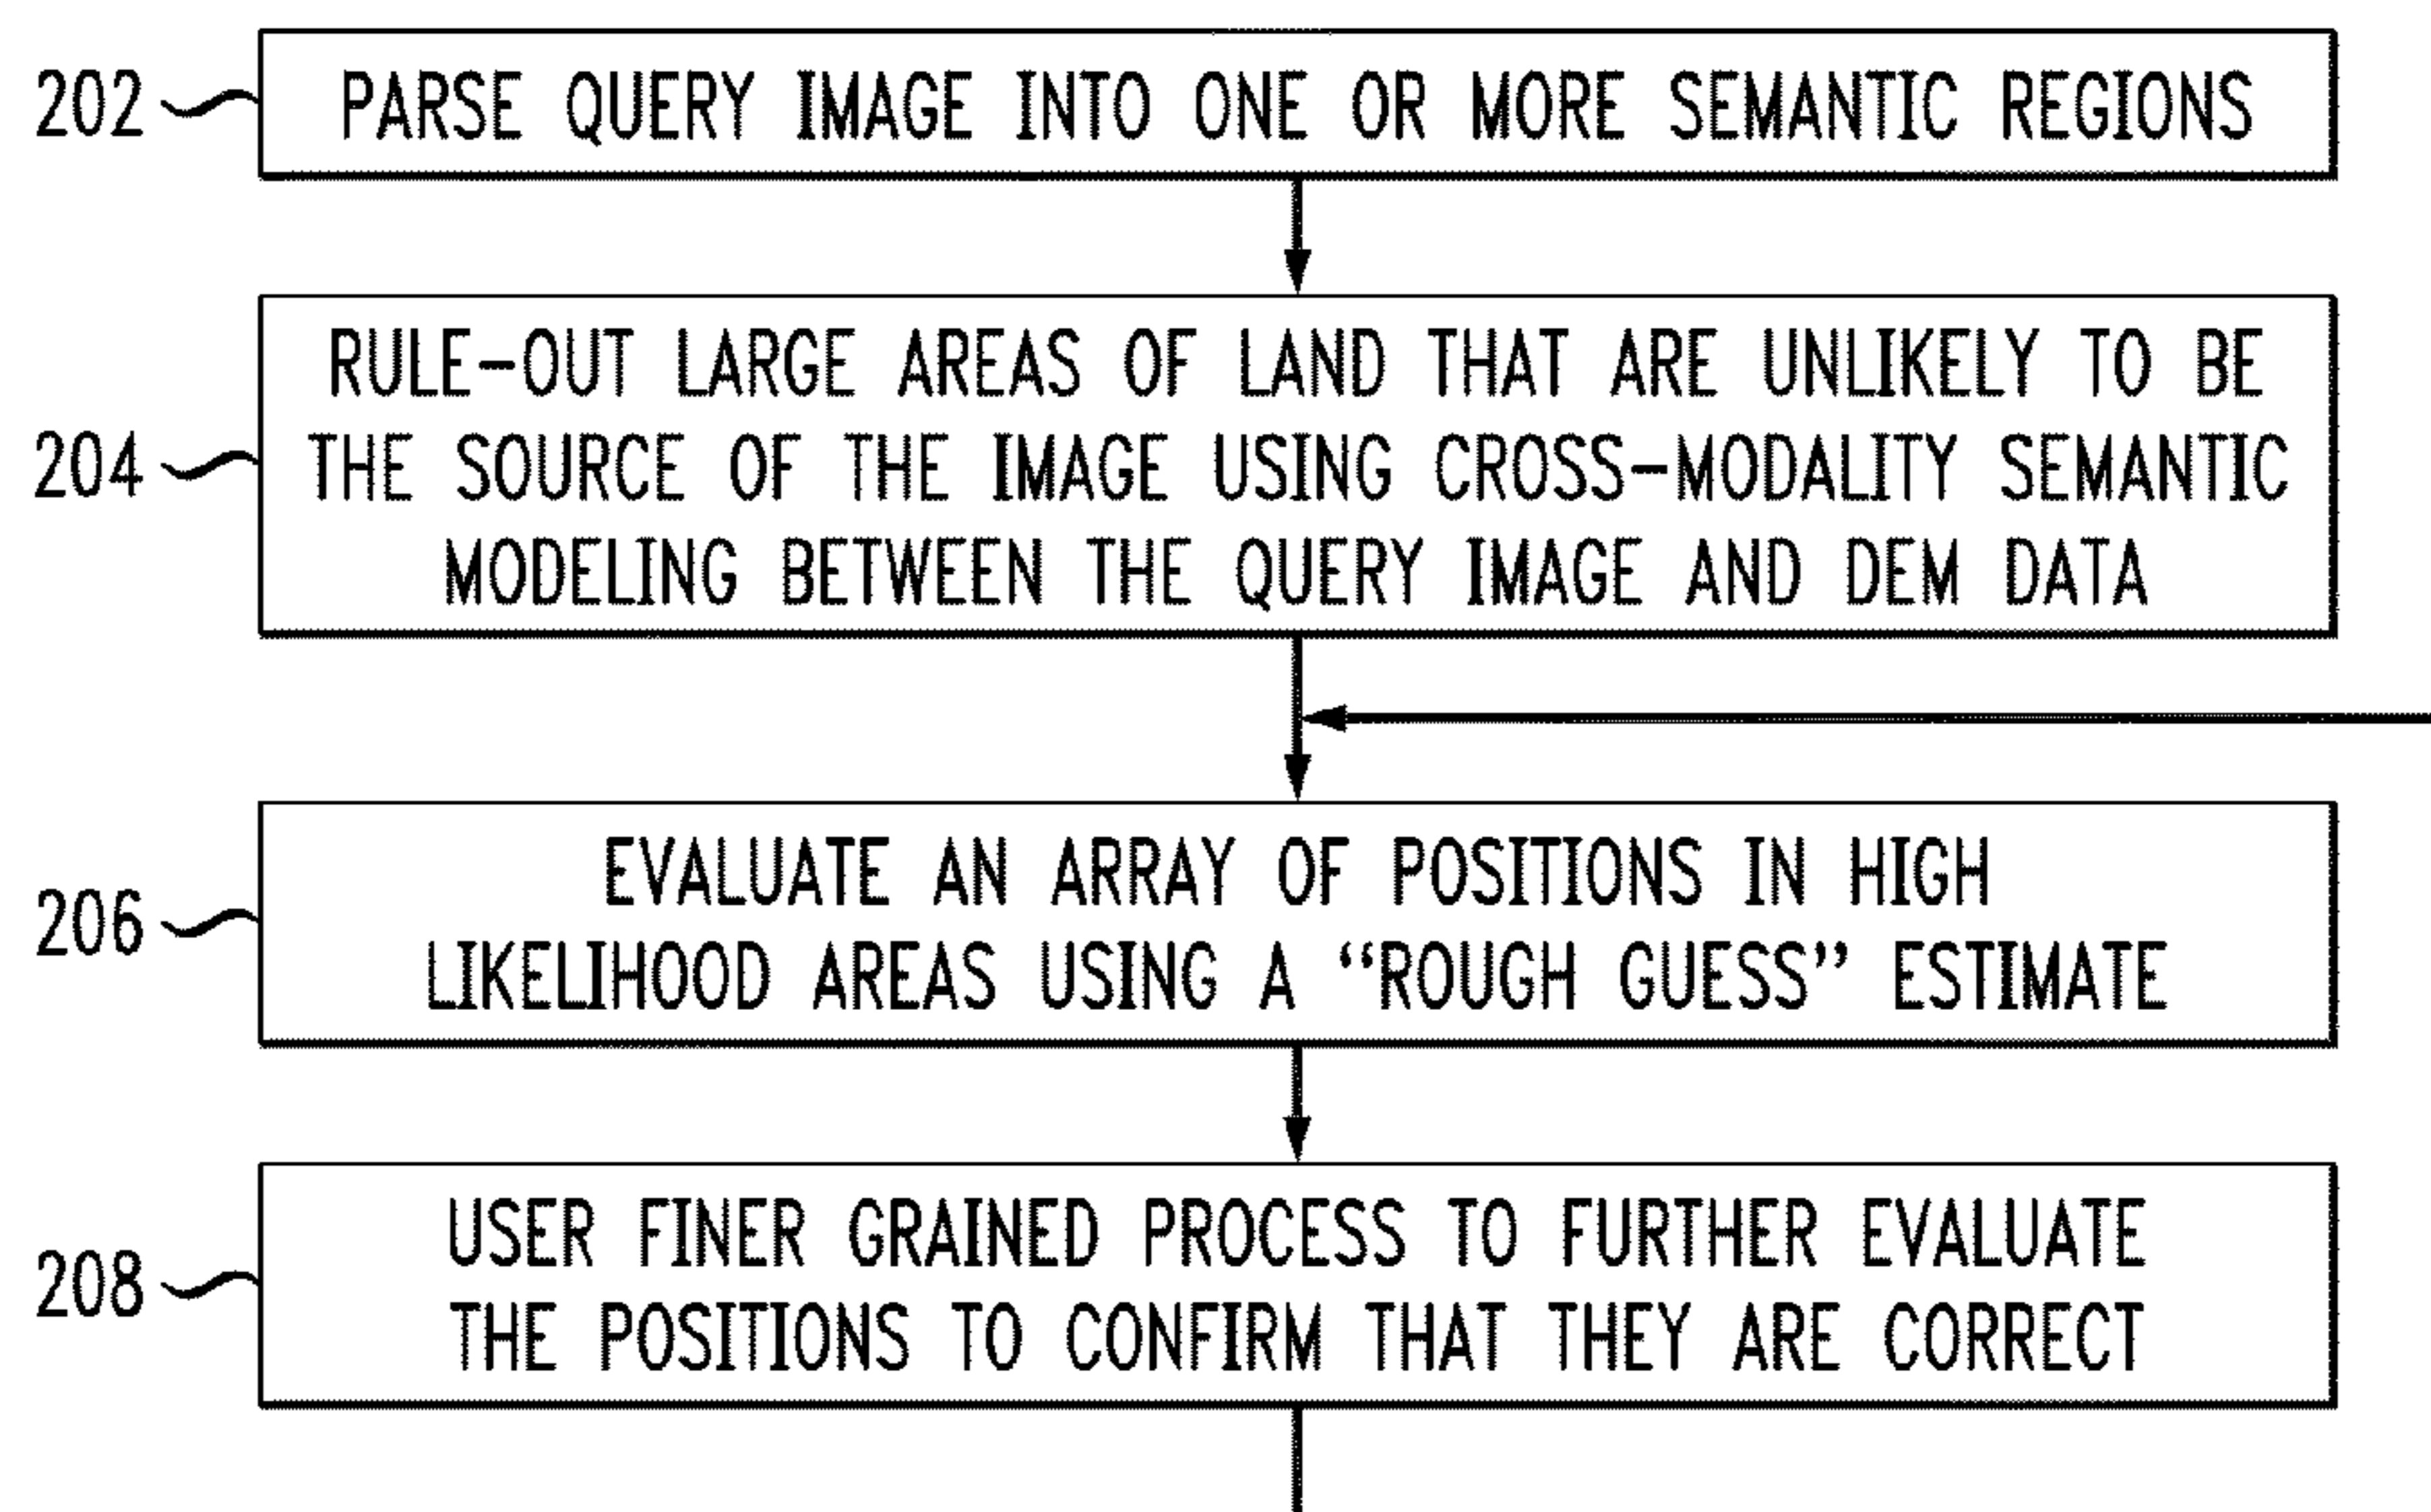 202 PARSE QUERY IMAGE INTO ONE OR MORE SEMANTIC REGIONS
RULE-OUT LARGE AREAS OF LAND THAT ARE UNLIKELY TO BE
204 THE SOURCE OF THE IMAGE USING CROSS-MODALITY SEMANTIC
MODELING BETWEEN THE QUERY IMAGE AND DEM DATA
206
EVALUATE AN ARRAY OF POSITIONS IN HIGH
LIKELIHOOD AREAS USING A “ROUGH GUESS” ESTIMATE
208
USER FINER GRAINED PROCESS TO FURTHER EVALUATE
THE POSITIONS TO CONFIRM THAT THEY ARE CORRECT